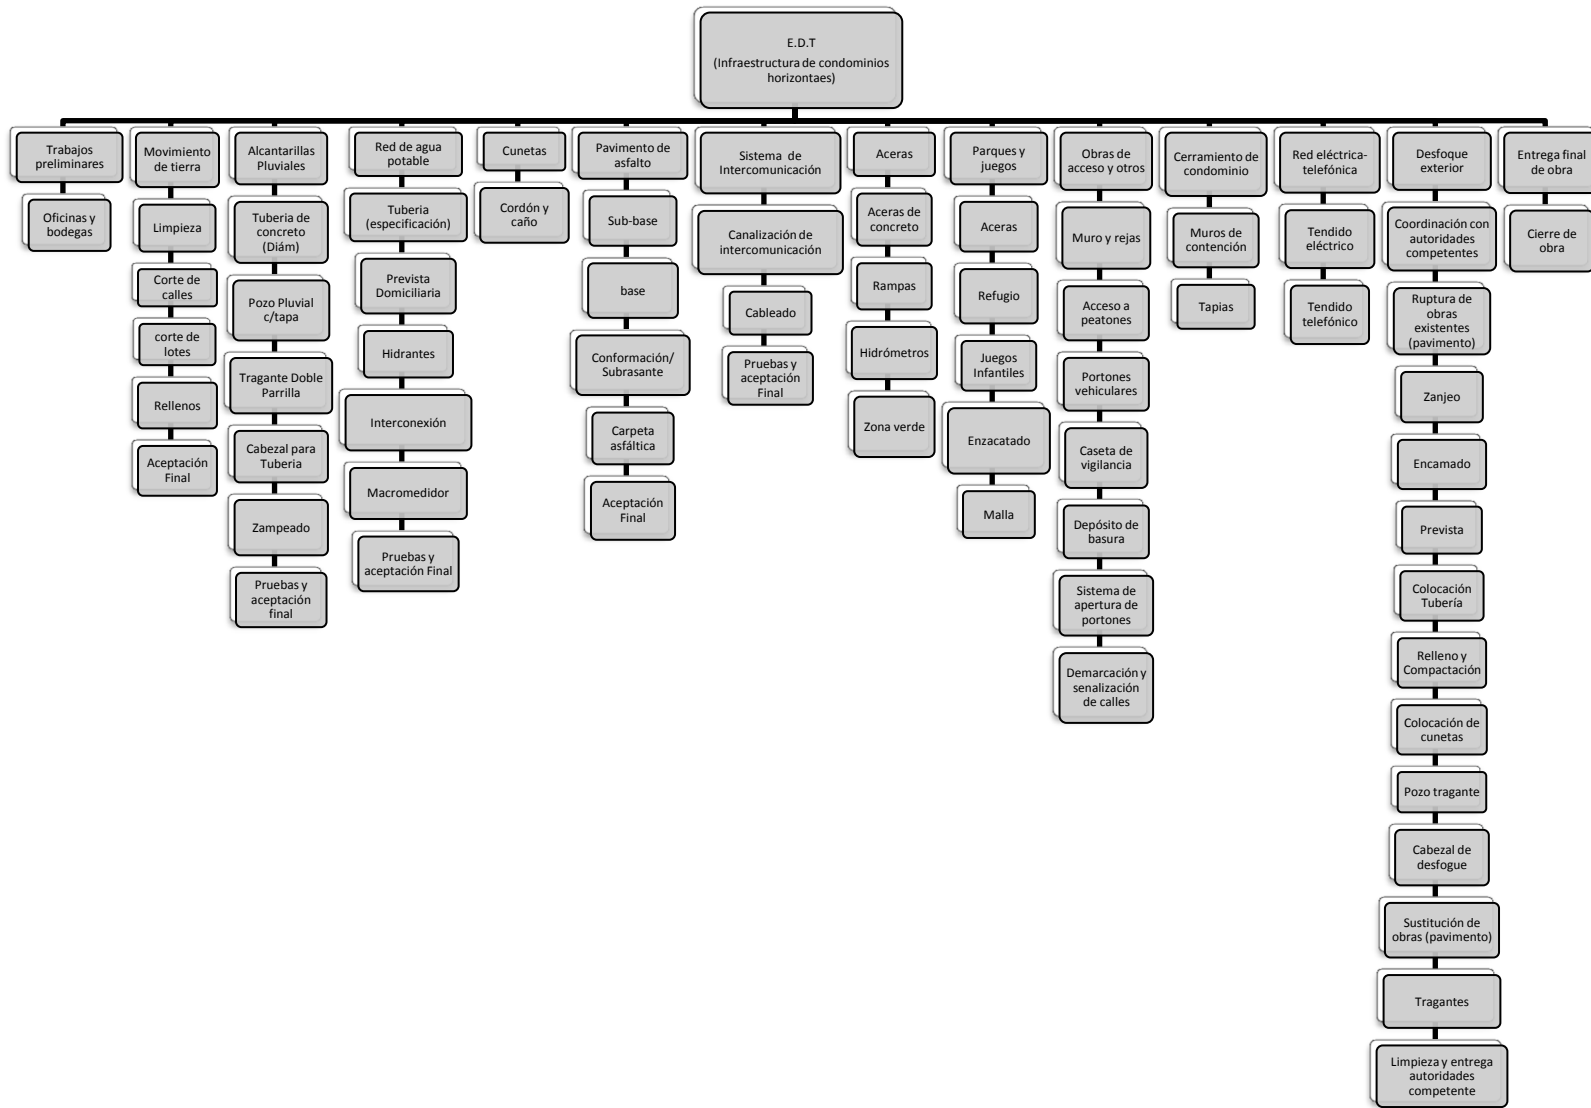 E.D.T
(Infraestructura de condominios
horizontaes)
Trabajos
preliminares
Oficinas y
bodegas
Movimiento
de tierra
Limpieza
Corte de
calles
corte de
lotes
Rellenos
Aceptación
Final
Alcantarillas
Pluviales
Tuberia de
concreto
(Diám)
Pozo Pluvial
c/tapa
Tragante Doble
Parrilla
Cabezal para
Tuberia
Zampeado
Pruebas y
aceptación
final
Red de agua
potable
Tuberia
(especificación)
Prevista
Domiciliaria
Hidrantes
Interconexión
Macromedidor
Pruebas y
aceptación Final
Cunetas
Cordón y
caño
Pavimento de
asfalto
Sub-base
base
Conformación/
Subrasante
Carpeta
asfáltica
Aceptación
Final
Sistema de
Intercomunicación
Canalización de
intercomunicación
Cableado
Pruebas y
aceptación Final
Aceras
Aceras de
concreto
Rampas
Hidrómetros
Zona verde
Parques y
juegos
Aceras
Refugio
Juegos
Infantiles
Enzacatado
Malla
Obras de
acceso y otros
Muro y rejas
Acceso a
peatones
Portones
vehiculares
Caseta de
vigilancia
Depósito de
basura
Sistema de
apertura de
portones
Demarcación y
senalización
de calles
Cerramiento de
condominio
Muros de
contención
Tapias
Red eléctrica-
telefónica
Tendido
eléctrico
Tendido
telefónico
Desfoque
exterior
Coordinación con
autoridades
competentes
Ruptura de
obras
existentes
(pavimento)
Zanjeo
Encamado
Prevista
Colocación
Tubería
Relleno y
Compactación
Colocación de
cunetas
Pozo tragante
Cabezal de
desfogue
Sustitución de
obras (pavimento)
Tragantes
Limpieza y entrega
autoridades
competente
Entrega final
de obra
Cierre de
obra